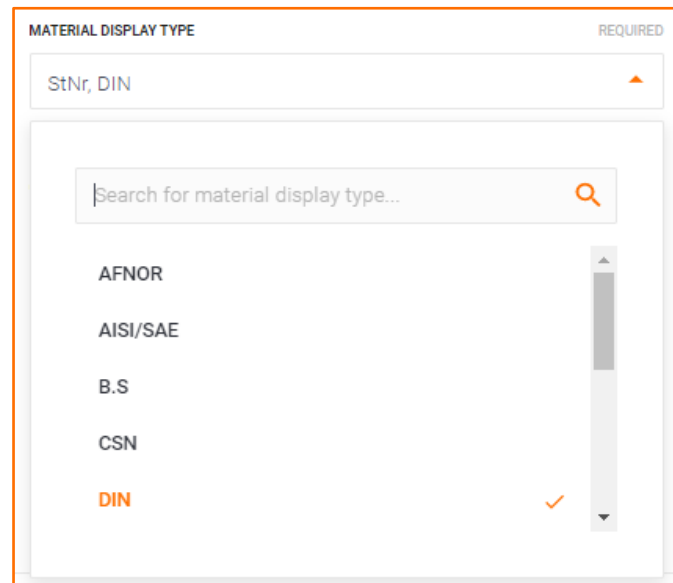 MATERIAL DISPLAY TYPE REQUIRED
StNr, DIN
Search for material display type...
AFNOR
AISI/SAE
B.S
CSN
DIN